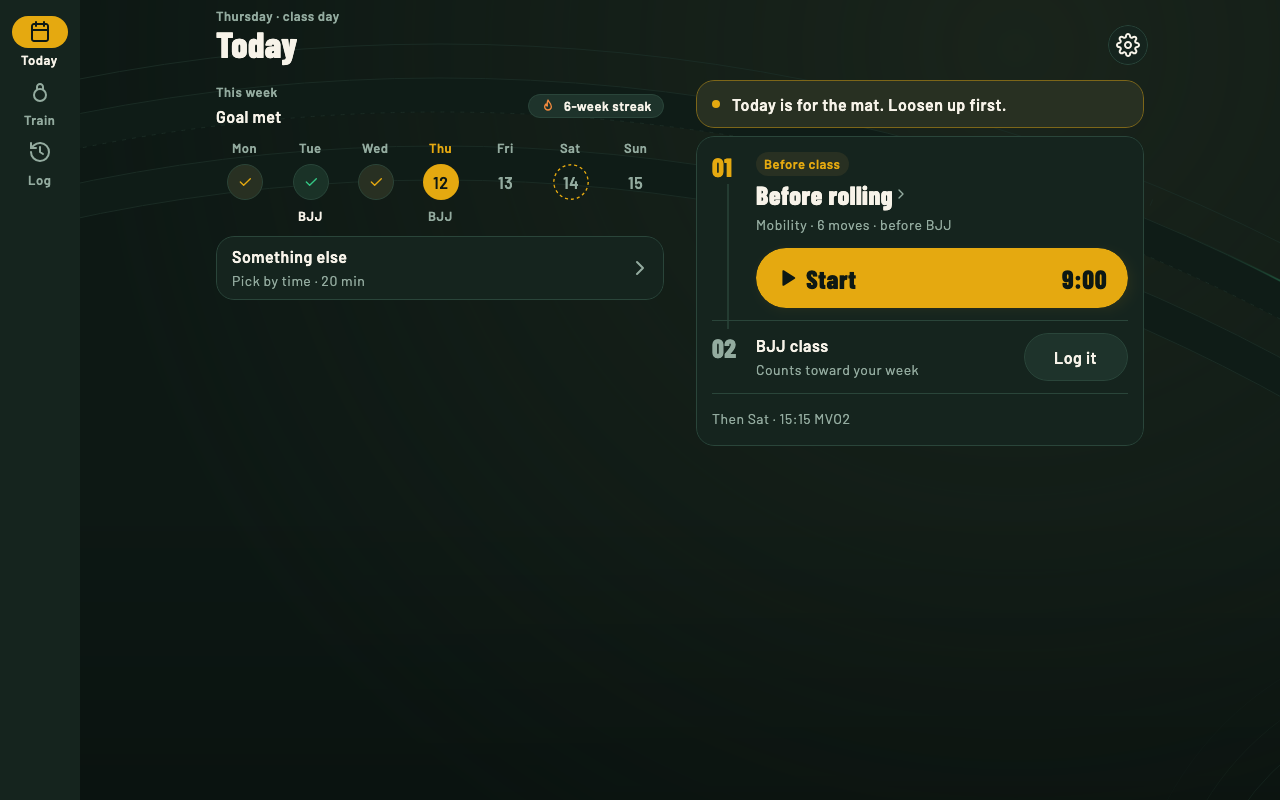 Today
Train
Log
Thursday · class day
Today
This week
Goal met
6-week streak
Mon Tue Wed Thu Fri Sat Sun
12 13 14 15
BJJ BJJ
Something else
Pick by time · 20 min
Today is for the mat. Loosen up first.
01
Before class
Before rolling
Mobility · 6 moves · before BJJ
Start 9:00
02
BJJ class
Counts toward your week
Log it
Then Sat · 15:15 MVO2